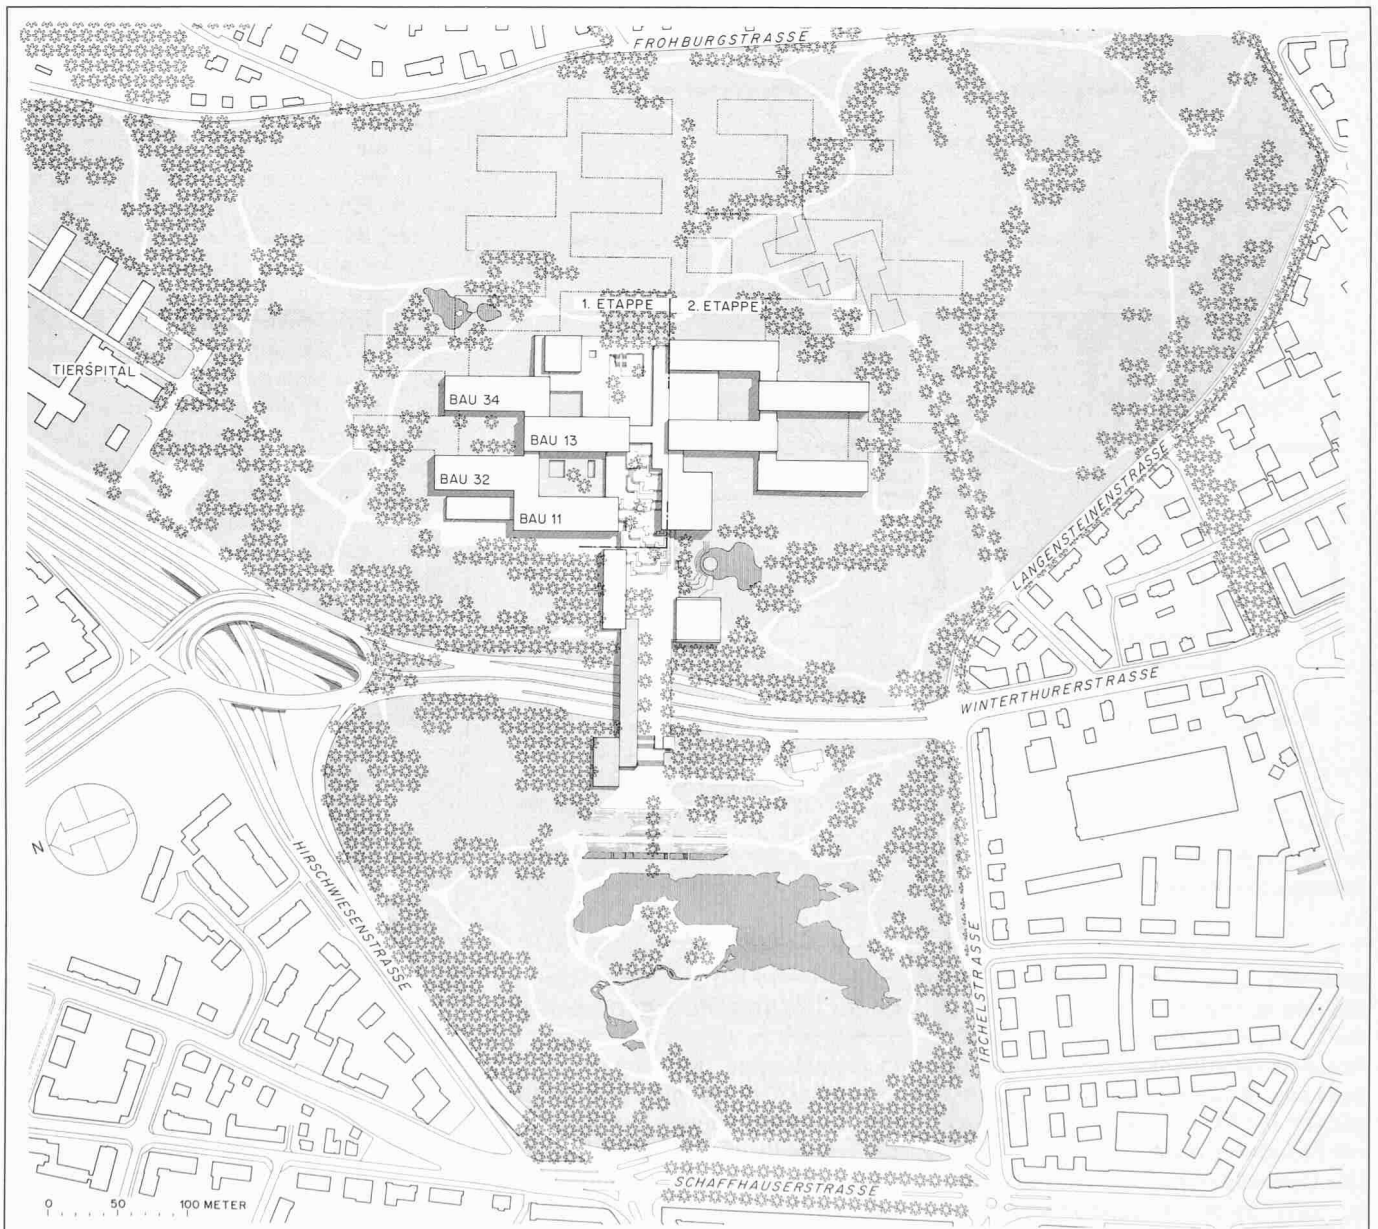 FROHBURGSTRASSE
1. ETAPPE
2. ETAPPE
TIERSPITAL
BAU 34
BAU 13
BAU 32
BAU 11
LANGENSTEINENSTRASSE
WINTERTHURERSTRASSE
N
HIRSCHWIESENSTRASSE
IRCHELSTRASSE
SCHAFFHAUSERSTRASSE
0 50 100 METER